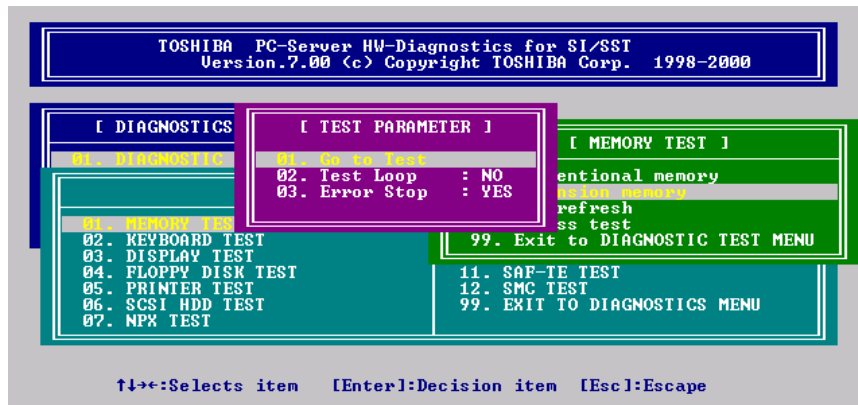 TOSHIBA PC-Server HW-Diagnostics for SI/SST
Version.7.00 (c) Copyright TOSHIBA Corp. 1998-2000
[ DIAGNOSTICS
01. DIAGNOSTIC
[ TEST PARAMETER ]
01. Go to Test
02. Test Loop : NO
03. Error Stop : YES
[ MEMORY TEST ]
entional memory
nsion memory
refresh
ss test
99. Exit to DIAGNOSTIC TEST MENU
01. MEMORY TES
02. KEYBOARD TEST
03. DISPLAY TEST
04. FLOPPY DISK TEST
05. PRINTER TEST
06. SCSI HDD TEST
07. NPX TEST
11. SAF-TE TEST
12. SMC TEST
99. EXIT TO DIAGNOSTICS MENU
↑↓→←:Selects item [Enter]:Decision item [Esc]:Escape